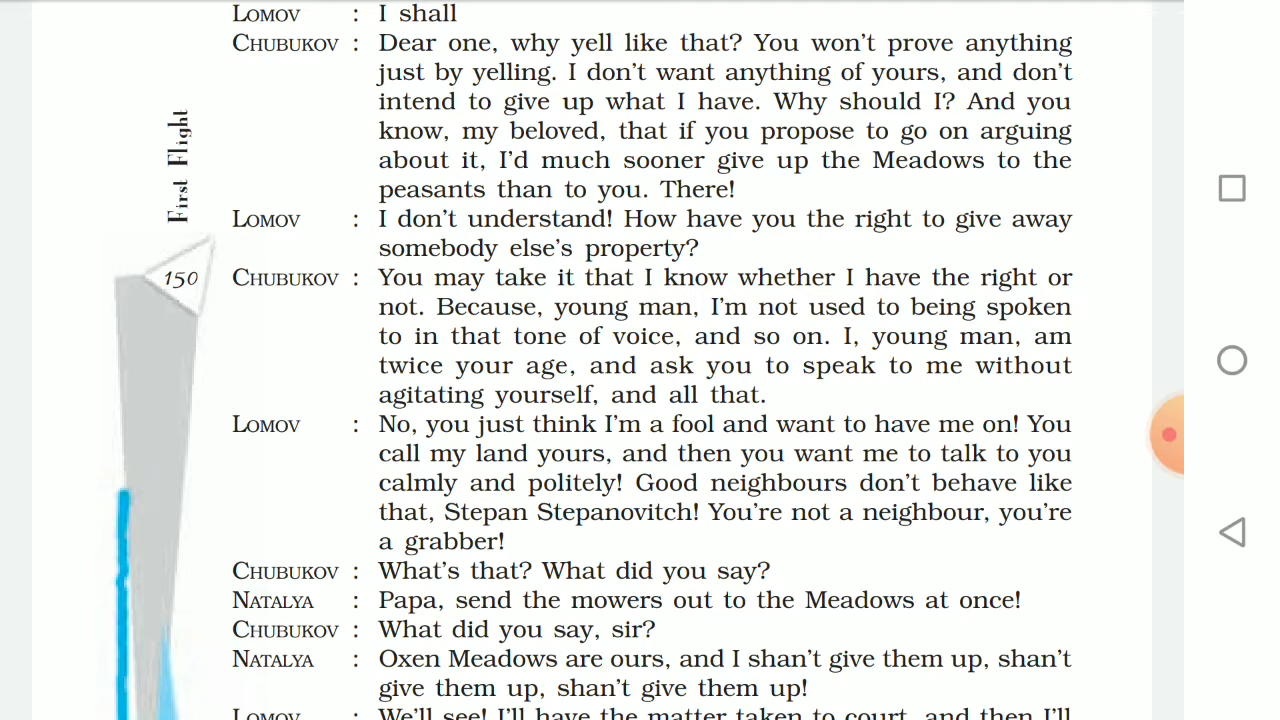 LOMOV : I shall
CHUBUKOV : Dear one, why yell like that? You won't prove anything
just by yelling. I don't want anything of yours, and don't
intend to give up what I have. Why should I? And you
know, my beloved, that if you propose to go on arguing
about it, I'd much sooner give up the Meadows to the
peasants than to you. There!
LOMOV : I don't understand! How have you the right to give away
somebody else's property?
CHUBUKOV : You may take it that I know whether I have the right or
not. Because, young man, I'm not used to being spoken
to in that tone of voice, and so on. I, young man, am
twice your age, and ask you to speak to me without
agitating yourself, and all that.
LOMOV : No, you just think I'm a fool and want to have me on! You
call my land yours, and then you want me to talk to you
calmly and politely! Good neighbours don't behave like
that, Stepan Stepanovitch! You're not a neighbour, you're
a grabber!
CHUBUKOV : What's that? What did you say?
NATALYA : Papa, send the mowers out to the Meadows at once!
CHUBUKOV : What did you say, sir?
NATALYA : Oxen Meadows are ours, and I shan't give them up, shan't
give them up, shan't give them up!
LOMOV : We'll see! I'll have the matter taken to court, and then I'll
First Flight
150